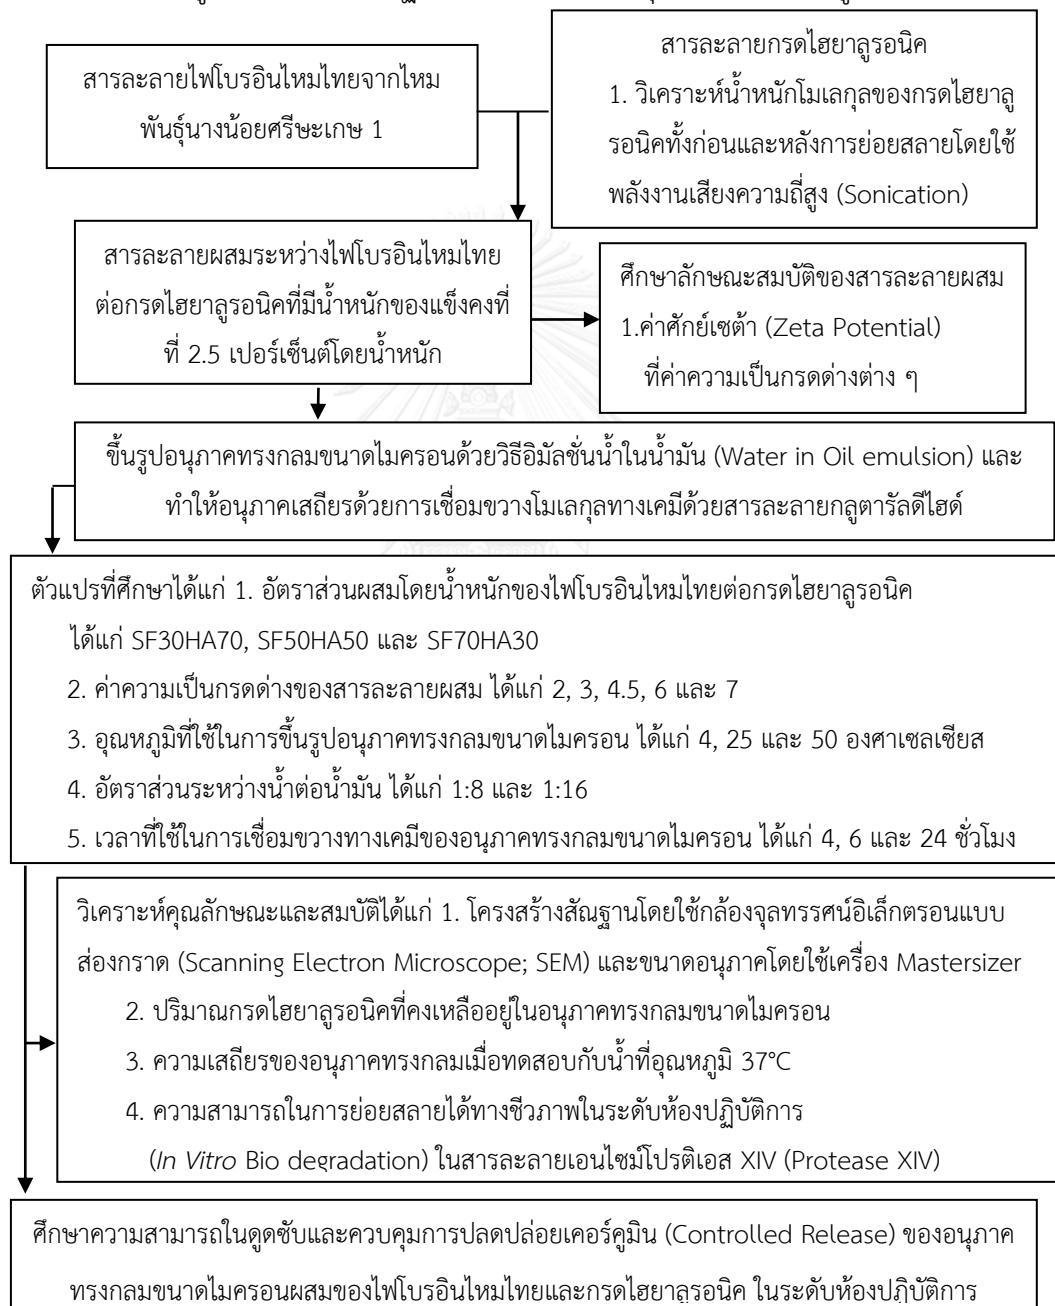 สารละลายไฟโบรอินไหมไทยจากไหม
พันธุ์นางน้อยศรีษะเกษ 1
สารละลายกรดไฮยาลูรอนิค
1. วิเคราะห์น้ำหนักโมเลกุลของกรดไฮยาลู
รอนิคทั้งก่อนและหลังการย่อยสลายโดยใช้
พลังงานเสียงความถี่สูง (Sonication)
สารละลายผสมระหว่างไฟโบรอินไหมไทย
ต่อกรดไฮยาลูรอนิคที่มีน้ำหนักของแข็งคงที่
ที่ 2.5 เปอร์เซ็นต์โดยน้ำหนัก
ศึกษาลักษณะสมบัติของสารละลายผสม
1.ค่าศักย์เซต้า (Zeta Potential)
ที่ค่าความเป็นกรดด่างต่าง ๆ
ขึ้นรูปอนุภาคทรงกลมขนาดไมครอนด้วยวิธีอิมัลชั่นน้ำในน้ำมัน (Water in Oil emulsion) และ
ทำให้อนุภาคเสถียรด้วยการเชื่อมขวางโมเลกุลทางเคมีด้วยสารละลายกลูตารัลดีไฮด์
ตัวแปรที่ศึกษาได้แก่ 1. อัตราส่วนผสมโดยน้ำหนักของไฟโบรอินไหมไทยต่อกรดไฮยาลูรอนิค
ได้แก่ SF30HA70, SF50HA50 และ SF70HA30
2. ค่าความเป็นกรดด่างของสารละลายผสม ได้แก่ 2, 3, 4.5, 6 และ 7
3. อุณหภูมิที่ใช้ในการขึ้นรูปอนุภาคทรงกลมขนาดไมครอน ได้แก่ 4, 25 และ 50 องศาเซลเซียส
4. อัตราส่วนระหว่างน้ำต่อน้ำมัน ได้แก่ 1:8 และ 1:16
5. เวลาที่ใช้ในการเชื่อมขวางทางเคมีของอนุภาคทรงกลมขนาดไมครอน ได้แก่ 4, 6 และ 24 ชั่วโมง
วิเคราะห์คุณลักษณะและสมบัติได้แก่ 1. โครงสร้างสัณฐานโดยใช้กล้องจุลทรรศน์อิเล็กตรอนแบบ
ส่องกราด (Scanning Electron Microscope; SEM) และขนาดอนุภาคโดยใช้เครื่อง Mastersizer
2. ปริมาณกรดไฮยาลูรอนิคที่คงเหลืออยู่ในอนุภาคทรงกลมขนาดไมครอน
3. ความเสถียรของอนุภาคทรงกลมเมื่อทดสอบกับน้ำที่อุณหภูมิ 37°C
4. ความสามารถในการย่อยสลายได้ทางชีวภาพในระดับห้องปฏิบัติการ
(In Vitro Bio degradation) ในสารละลายเอนไซม์โปรติเอส XIV (Protease XIV)
ศึกษาความสามารถในดูดซับและควบคุมการปลดปล่อยเคอร์คูมิน (Controlled Release) ของอนุภาค
ทรงกลมขนาดไมครอนผสมของไฟโบรอินไหมไทยและกรดไฮยาลูรอนิค ในระดับห้องปฏิบัติการ